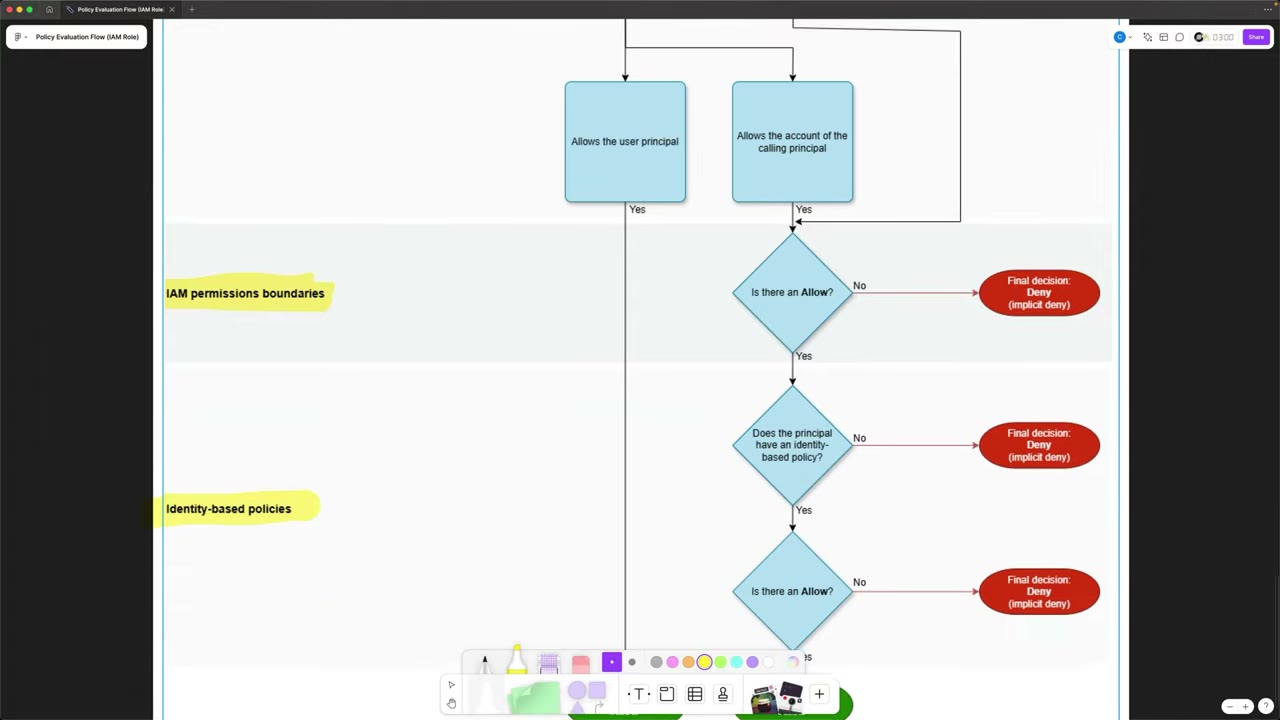 Policy Evaluation Flow (IAM Role
Policy Evaluation Flow (IAM Role)
C
03:00
Share
Allows the user principal
Allows the account of the
calling principal
Yes
Yes
IAM permissions boundaries
Is there an Allow?
No
Final decision:
Deny
(implicit deny)
Yes
Does the principal
have an identity-
based policy?
No
Final decision:
Deny
(implicit deny)
Yes
Identity-based policies
Is there an Allow?
No
Final decision:
Deny
(implicit deny)
T
?